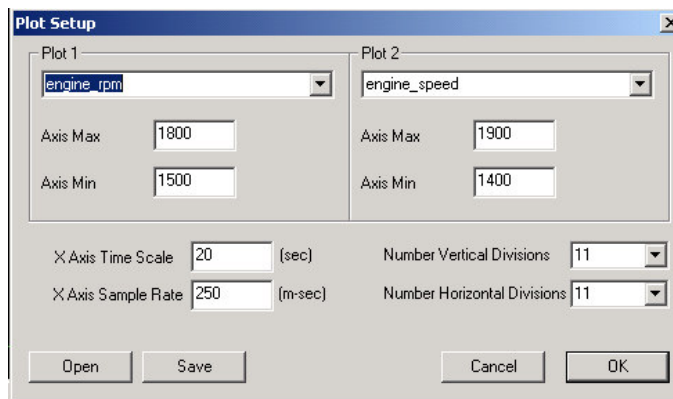 Plot Setup
Plot 1
Plot 2
engine_rpm
engine_speed
Axis Max 1800
Axis Max 1900
Axis Min 1500
Axis Min 1400
X Axis Time Scale 20 (sec) Number Vertical Divisions 11
X Axis Sample Rate 250 (m-sec) Number Horizontal Divisions 11
Open Save Cancel OK